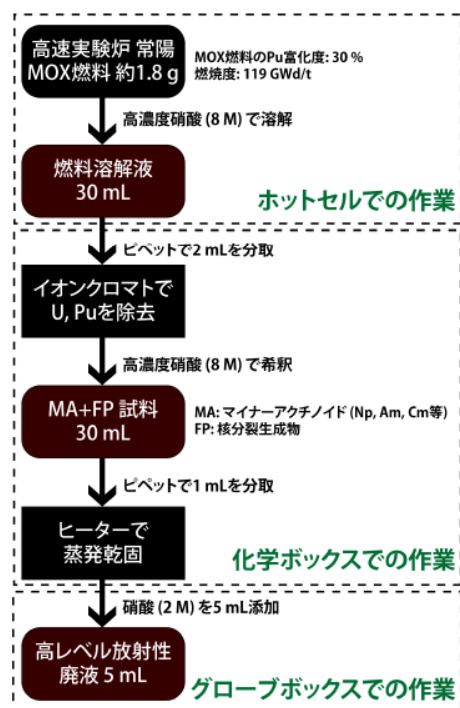 高速実験炉 常陽
MOX燃料 約1.8 g
MOX燃料のPu富化度: 30 %
燃焼度: 119 GWd/t
高濃度硝酸 (8 M) で溶解
燃料溶解液
30 mL
ホットセルでの作業
ピペットで2 mLを分取
イオンクロマトで
U, Puを除去
高濃度硝酸 (8 M) で希釈
MA+FP 試料
30 mL
MA: マイナーアクチノイド (Np, Am, Cm等)
FP: 核分裂生成物
ピペットで1 mLを分取
ヒーターで
蒸発乾固
化学ボックスでの作業
硝酸 (2 M) を5 mL添加
高レベル放射性
廃液 5 mL
グローブボックスでの作業